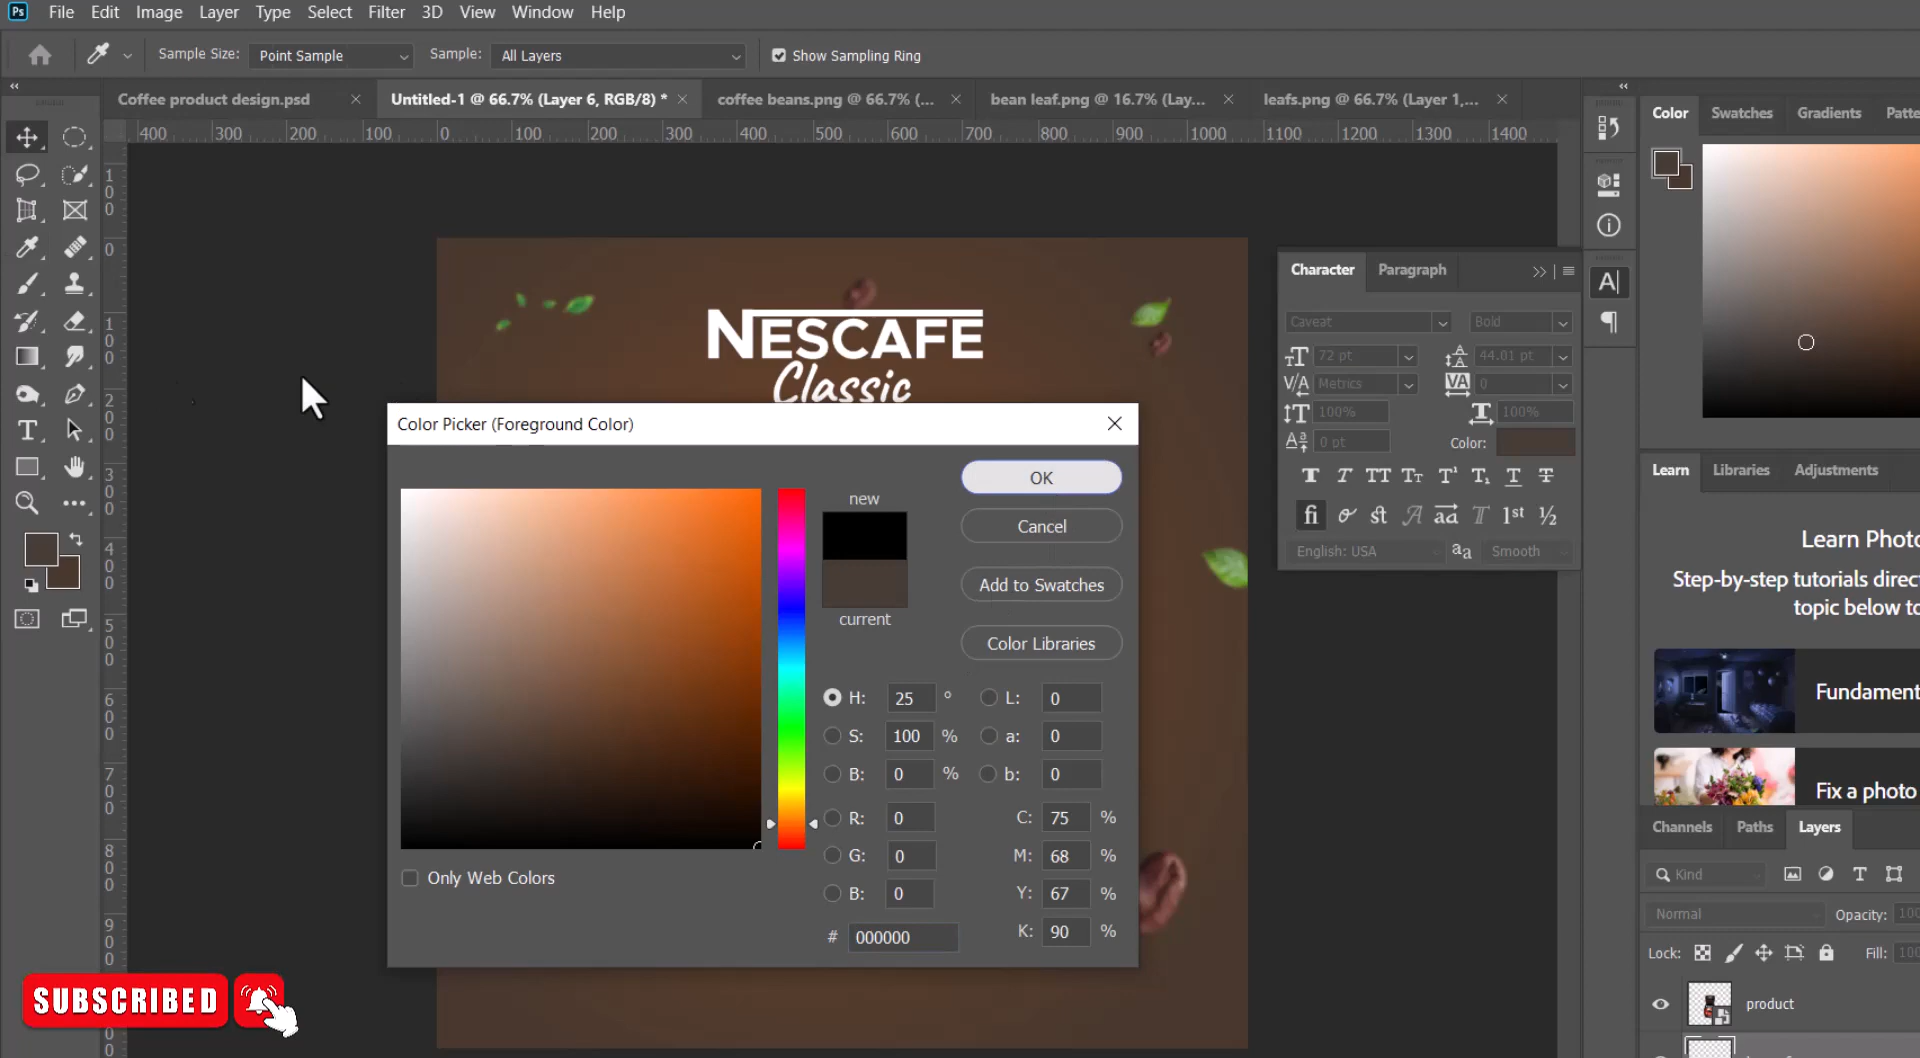 Ps File Edit Image Layer Type Select Filter 3D View Window Help
Sample Size: Point Sample Sample: All Layers Show Sampling Ring
Coffee product design.psd Untitled-1 @ 66.7% (Layer 6, RGB/8) * coffee beans.png @ 66.7% (... bean leaf.png @ 16.7% (Lay... leafs.png @ 66.7% (Layer 1,...
400 300 200 100 0 100 200 300 400 500 600 700 800 900 1000 1100 1200 1300 1400
Color Swatches Gradients Patte
NESCAFE
Classic
Character Paragraph
Caveat Bold
72 pt 44.01 pt
Metrics 0
100% 100%
0 pt Color:
English: USA Smooth
Color Picker (Foreground Color)
new
current
OK
Cancel
Add to Swatches
Color Libraries
H: 25 ° L: 0
S: 100 % a: 0
B: 0 % b: 0
R: 0 C: 75 %
G: 0 M: 68 %
B: 0 Y: 67 %
# 000000 K: 90 %
Only Web Colors
Learn Libraries Adjustments
Learn Photo
Step-by-step tutorials direc
topic below to
Fundament
Fix a photo
Channels Paths Layers
Kind
Normal Opacity: 100
Lock: Fill: 100
product
SUBSCRIBED